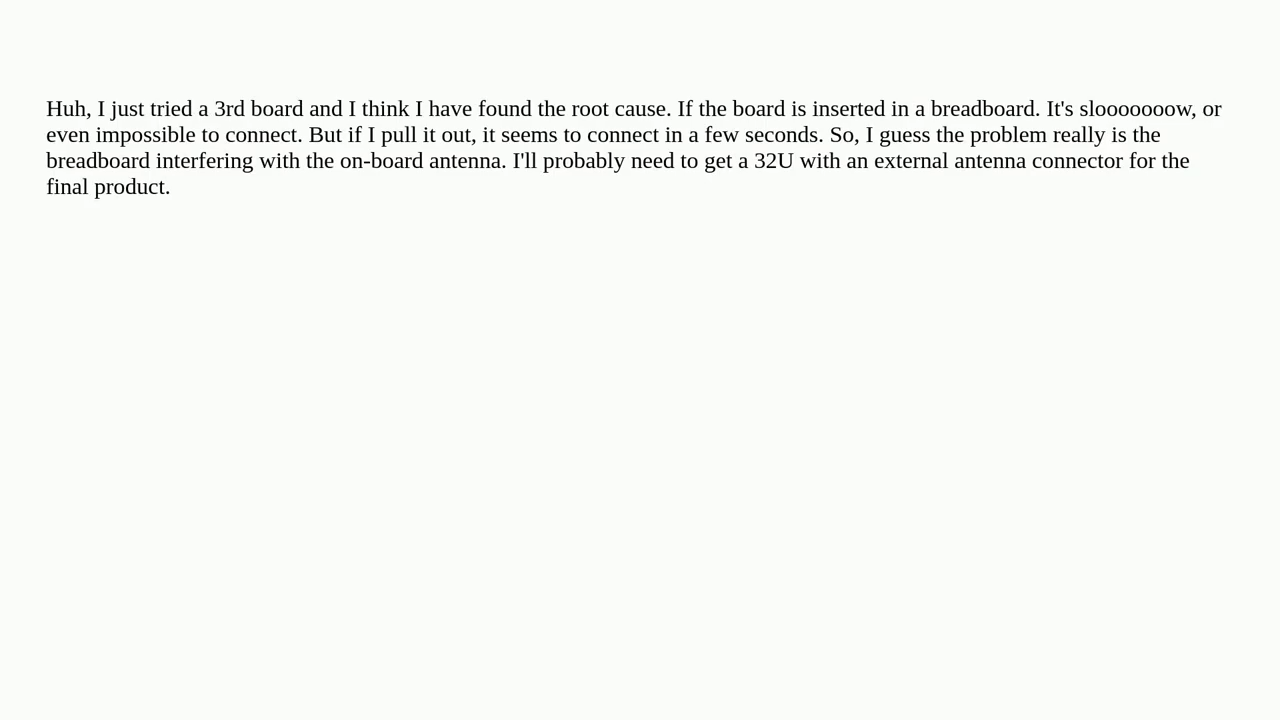 Huh, I just tried a 3rd board and I think I have found the root cause. If the board is inserted in a breadboard. It's sloooooooow, or
even impossible to connect. But if I pull it out, it seems to connect in a few seconds. So, I guess the problem really is the
breadboard interfering with the on-board antenna. I'll probably need to get a 32U with an external antenna connector for the
final product.